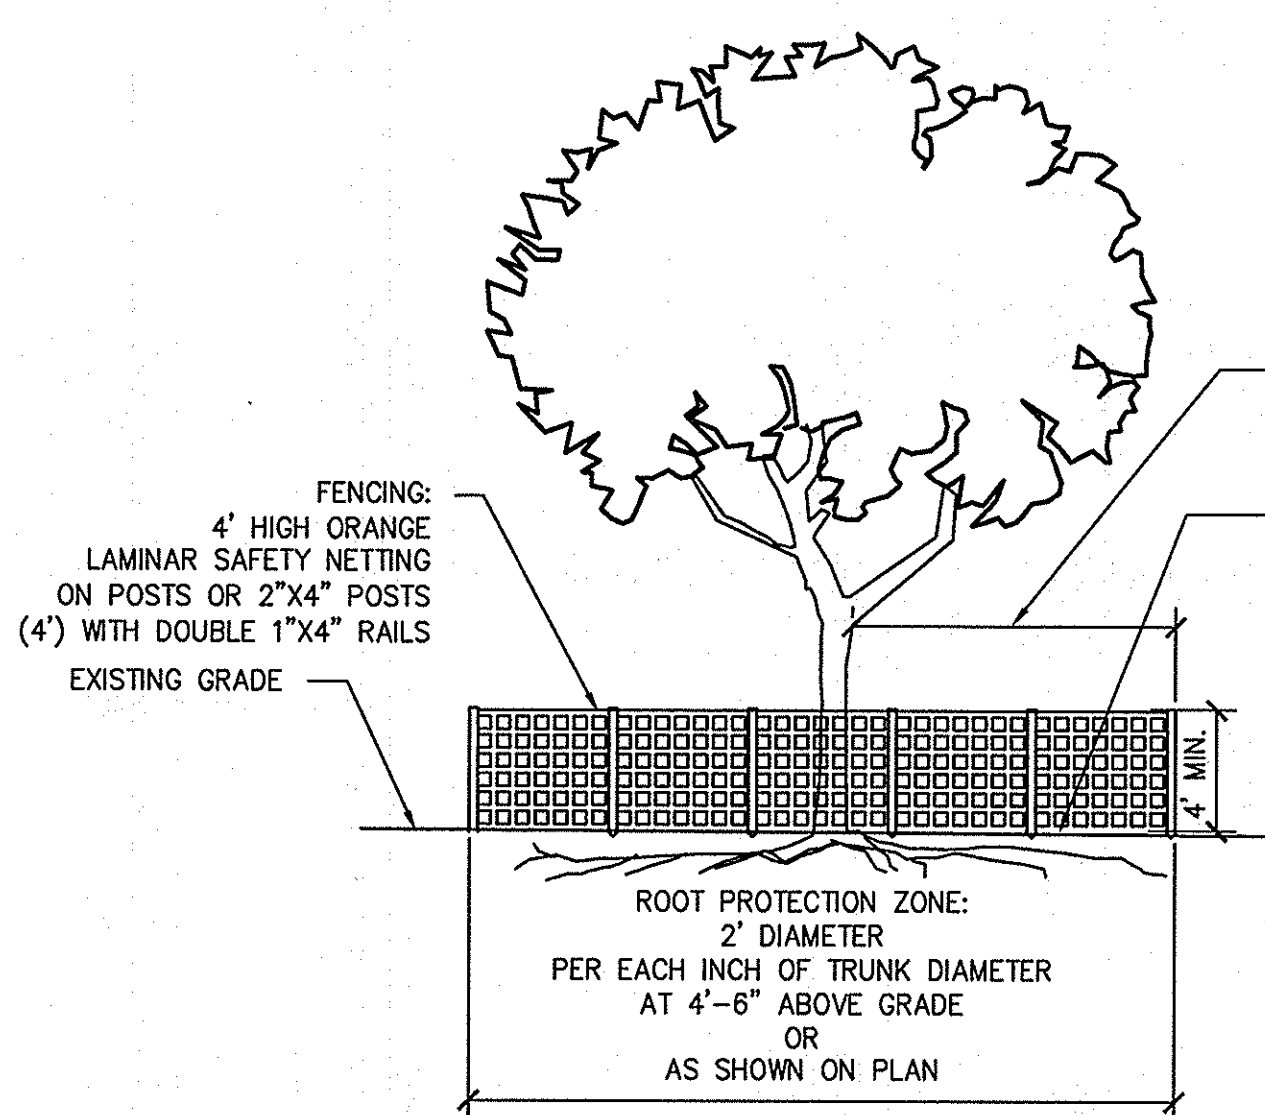 FENCING:
4' HIGH ORANGE
LAMINAR SAFETY NETTING
ON POSTS OR 2"X4" POSTS
(4') WITH DOUBLE 1"X4" RAILS
EXISTING GRADE
4' MIN.
ROOT PROTECTION ZONE:
2' DIAMETER
PER EACH INCH OF TRUNK DIAMETER
AT 4'-6" ABOVE GRADE
OR
AS SHOWN ON PLAN